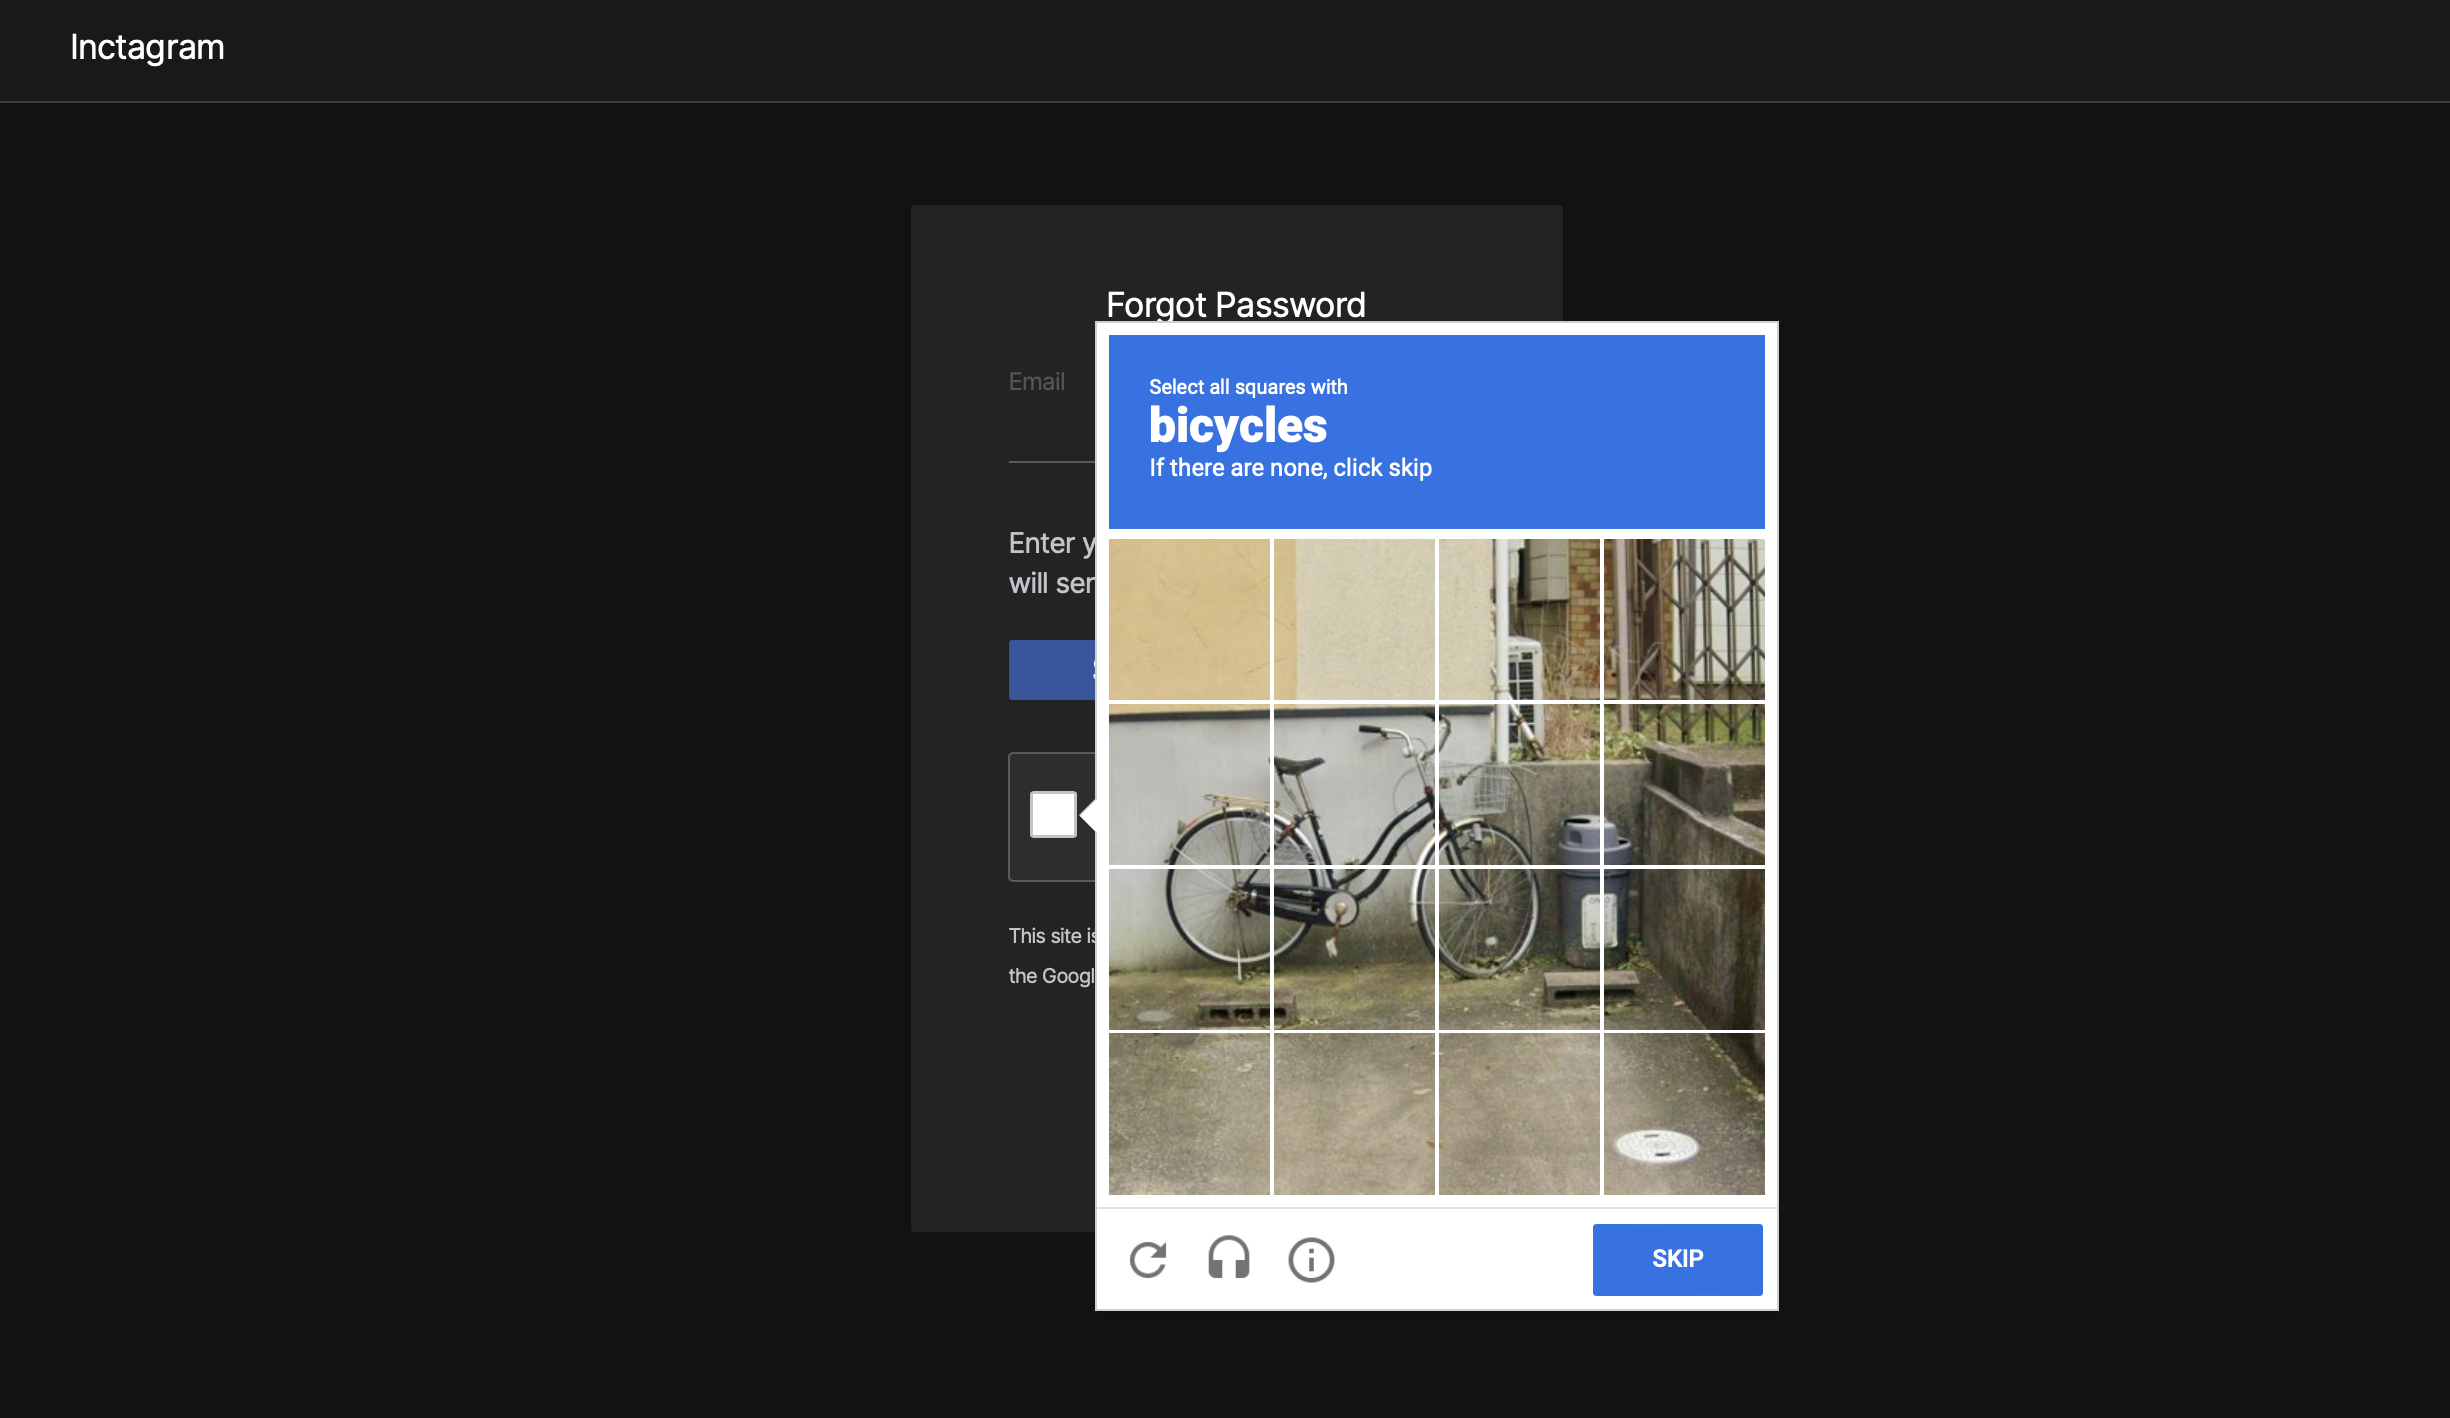 Inctagram
Forgot Password
Email
Enter y
will ser
This site is
the Googl
Select all squares with
bicycles
If there are none, click skip
SKIP